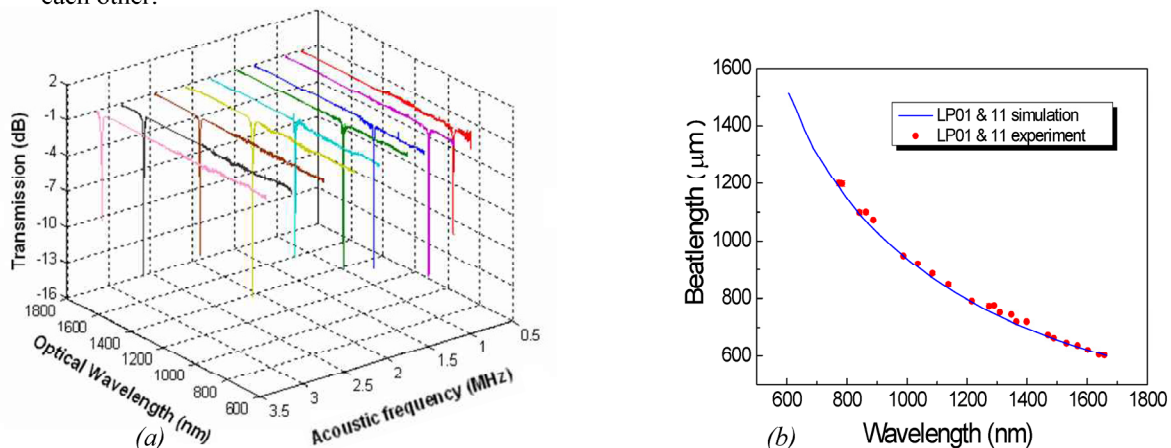 each other.
2
-1
-4
-7
-10
-13
-16
Transmission (dB)
1800
1600
1400
1200
1000
800
600
Optical Wavelength (nm)
3.5
3
2.5
2
1.5
1
0.5
Acoustic frequency (MHz)
(a)
1600
1400
1200
1000
800
600
Beatlength ( μm)
LP01 & 11 simulation
LP01 & 11 experiment
400 600 800 1000 1200 1400 1600 1800
Wavelength (nm)
(b)